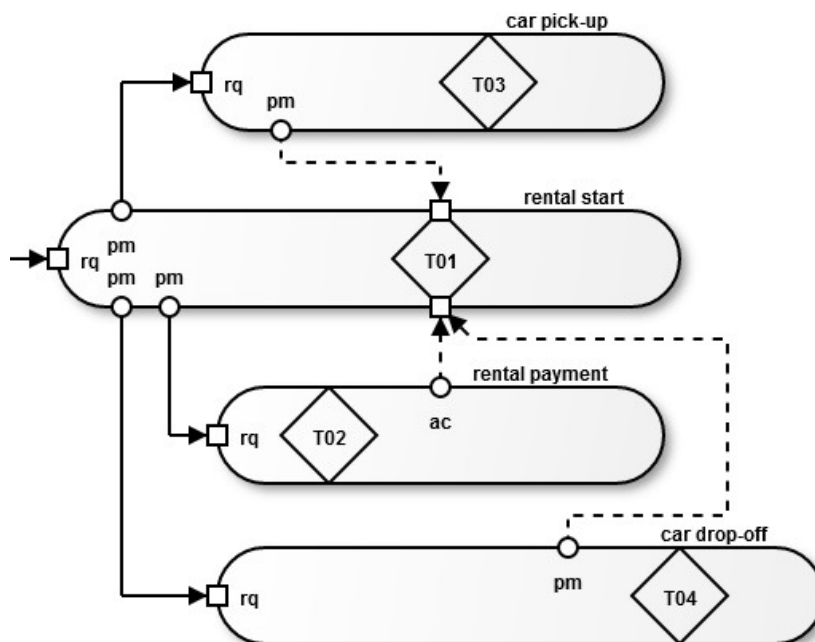 car pick-up
rq
T03
pm
rental start
rq
pm
T01
pm
pm
rental payment
rq
T02
ac
car drop-off
rq
pm
T04